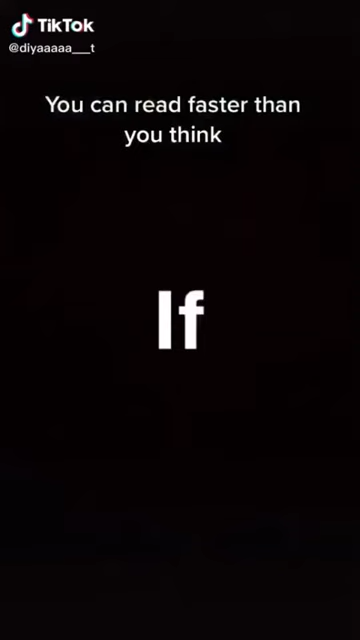 TikTok
@diyaaaaa___t
You can read faster than
you think
If